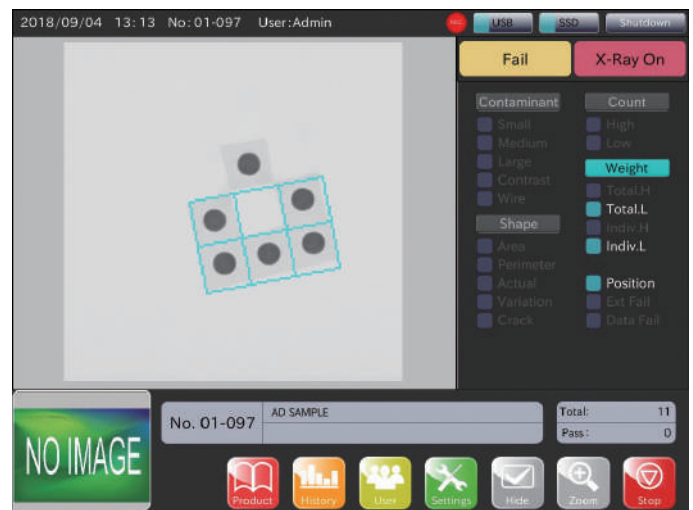 2018/09/04 13:13 No:01-097 User:Admin REC USB SSD Shutdown
Fail X-Ray On
Contaminant Count
Small High
Medium Low
Large Weight
Contrast Total.H
Wire Total.L
Shape Indiv.H
Area Indiv.L
Perimeter
Actual Position
Variation Ext Fail
Crack Data Fail
NO IMAGE
No. 01-097
AD SAMPLE
Total: 11
Pass: 0
Product History User Settings Hide Zoom Stop